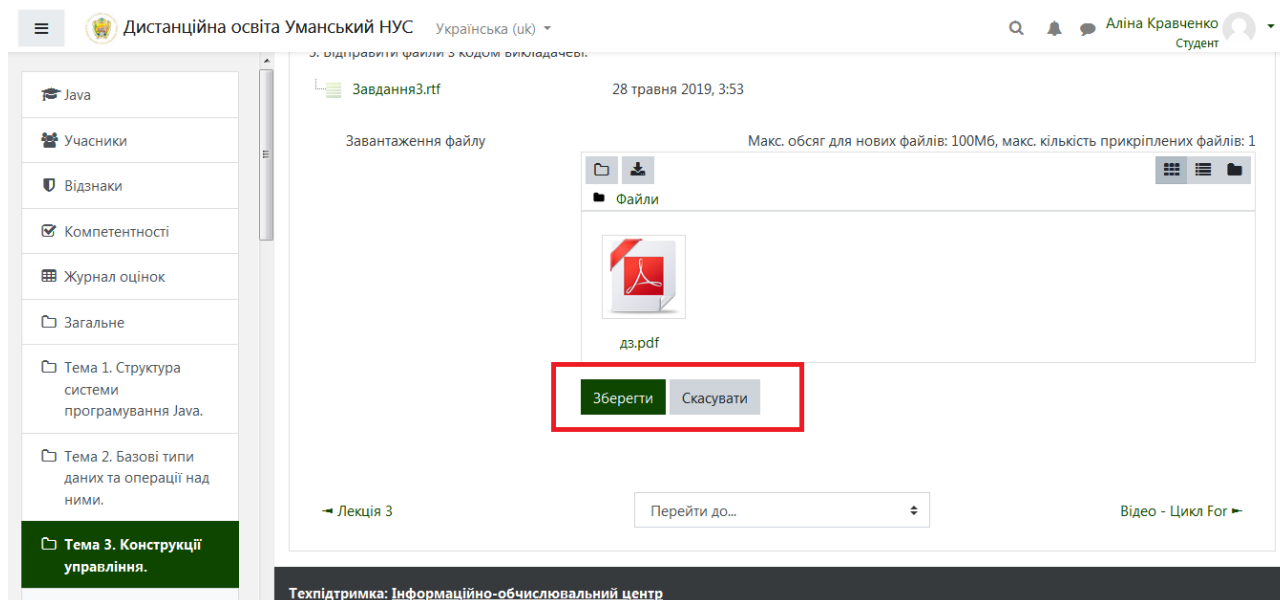 Дистанційна освіта Уманський НУС Українська (uk) Аліна Кравченко
Студент
5. Відправити файли з кодом викладачеві.
Завдання3.rtf 28 травня 2019, 3:53
Завантаження файлу Макс. обсяг для нових файлів: 100Мб, макс. кількість прикріплених файлів: 1
Файли
дз.pdf
Зберегти Скасувати
Лекція 3 Перейти до... Відео - Цикл For
Java
Учасники
Відзнаки
Компетентності
Журнал оцінок
Загальне
Тема 1. Структура
системи
програмування Java.
Тема 2. Базові типи
даних та операції над
ними.
Тема 3. Конструкції
управління.
Техпідтримка: Інформаційно-обчислювальний центр